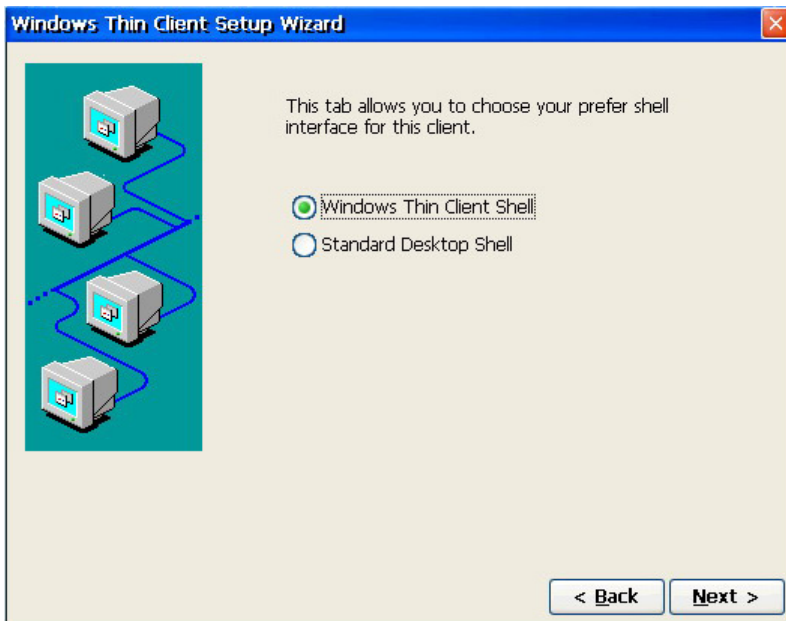 Windows Thin Client Setup Wizard
This tab allows you to choose your prefer shell
interface for this client.
Windows Thin Client Shell
Standard Desktop Shell
< Back Next >